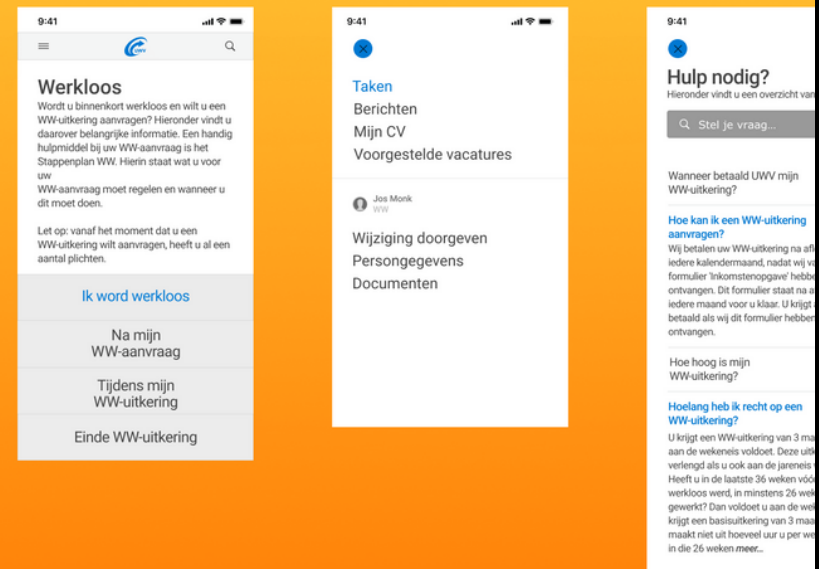 9:41
UWV
Werkloos
Wordt u binnenkort werkloos en wilt u een
WW-uitkering aanvragen? Hieronder vindt u
daarover belangrijke informatie. Een handig
hulpmiddel bij uw WW-aanvraag is het
Stappenplan WW. Hierin staat wat u voor
uw
WW-aanvraag moet regelen en wanneer u
dit moet doen.
Let op: vanaf het moment dat u een
WW-uitkering wilt aanvragen, heeft u al een
aantal plichten.
Ik word werkloos
Na mijn
WW-aanvraag
Tijdens mijn
WW-uitkering
Einde WW-uitkering
9:41
Taken
Berichten
Mijn CV
Voorgestelde vacatures
Jos Monk
WW
Wijziging doorgeven
Persongegevens
Documenten
9:41
Hulp nodig?
Hieronder vindt u een overzicht van
Stel je vraag...
Wanneer betaald UWV mijn
WW-uitkering?
Hoe kan ik een WW-uitkering
aanvragen?
Wij betalen uw WW-uitkering na afl
iedere kalendermaand, nadat wij va
formulier 'Inkomstenopgave' hebbe
ontvangen. Dit formulier staat na a
iedere maand voor u klaar. U krijgt
betaald als wij dit formulier hebben
ontvangen.
Hoe hoog is mijn
WW-uitkering?
Hoelang heb ik recht op een
WW-uitkering?
U krijgt een WW-uitkering van 3 ma
aan de wekeneis voldoet. Deze uitk
verlengd als u ook aan de jareneis
Heeft u in de laatste 36 weken vóó
werkloos werd, in minstens 26 wek
gewerkt? Dan voldoet u aan de we
krijgt een basisuitkering van 3 maa
maakt niet uit hoeveel uur u per we
in die 26 weken meer...